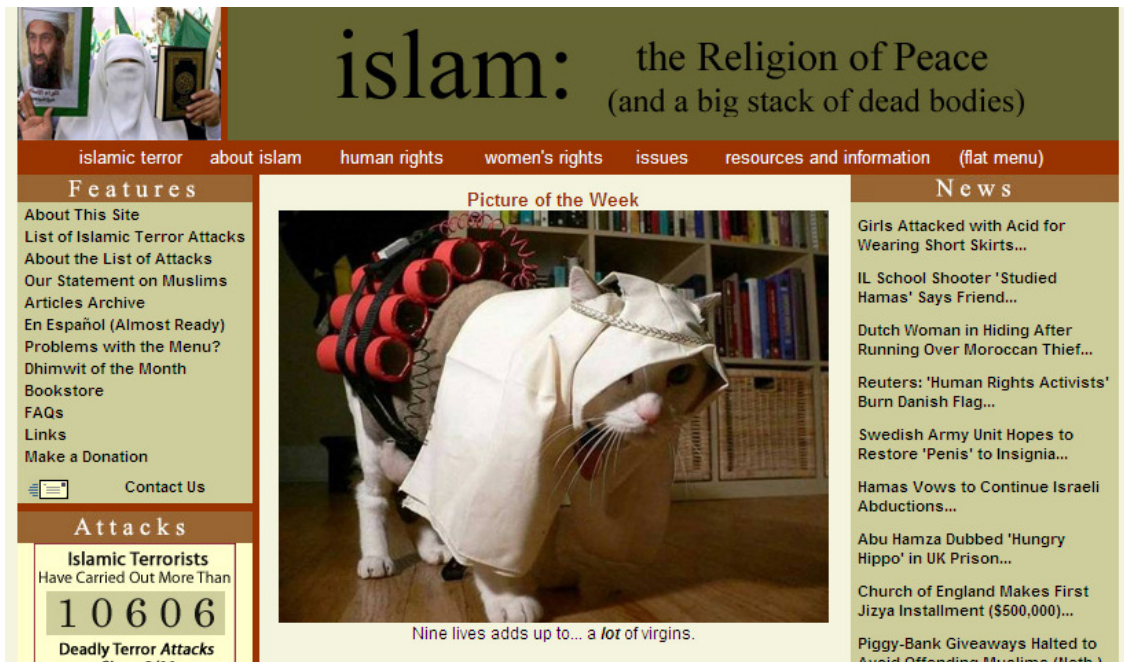 islam:
the Religion of Peace
(and a big stack of dead bodies)
islamic terror about islam human rights women's rights issues resources and information (flat menu)
Features
About This Site
List of Islamic Terror Attacks
About the List of Attacks
Our Statement on Muslims
Articles Archive
En Español (Almost Ready)
Problems with the Menu?
Dhimwit of the Month
Bookstore
FAQs
Links
Make a Donation
Contact Us
Attacks
Islamic Terrorists
Have Carried Out More Than
10606
Deadly Terror Attacks
Picture of the Week
Nine lives adds up to... a lot of virgins.
News
Girls Attacked with Acid for
Wearing Short Skirts...
IL School Shooter 'Studied
Hamas' Says Friend...
Dutch Woman in Hiding After
Running Over Moroccan Thief...
Reuters: 'Human Rights Activists'
Burn Danish Flag...
Swedish Army Unit Hopes to
Restore 'Penis' to Insignia...
Hamas Vows to Continue Israeli
Abductions...
Abu Hamza Dubbed 'Hungry
Hippo' in UK Prison...
Church of England Makes First
Jizya Installment ($500,000)...
Piggy-Bank Giveaways Halted to
Avoid Offending Muslims (Neth.)